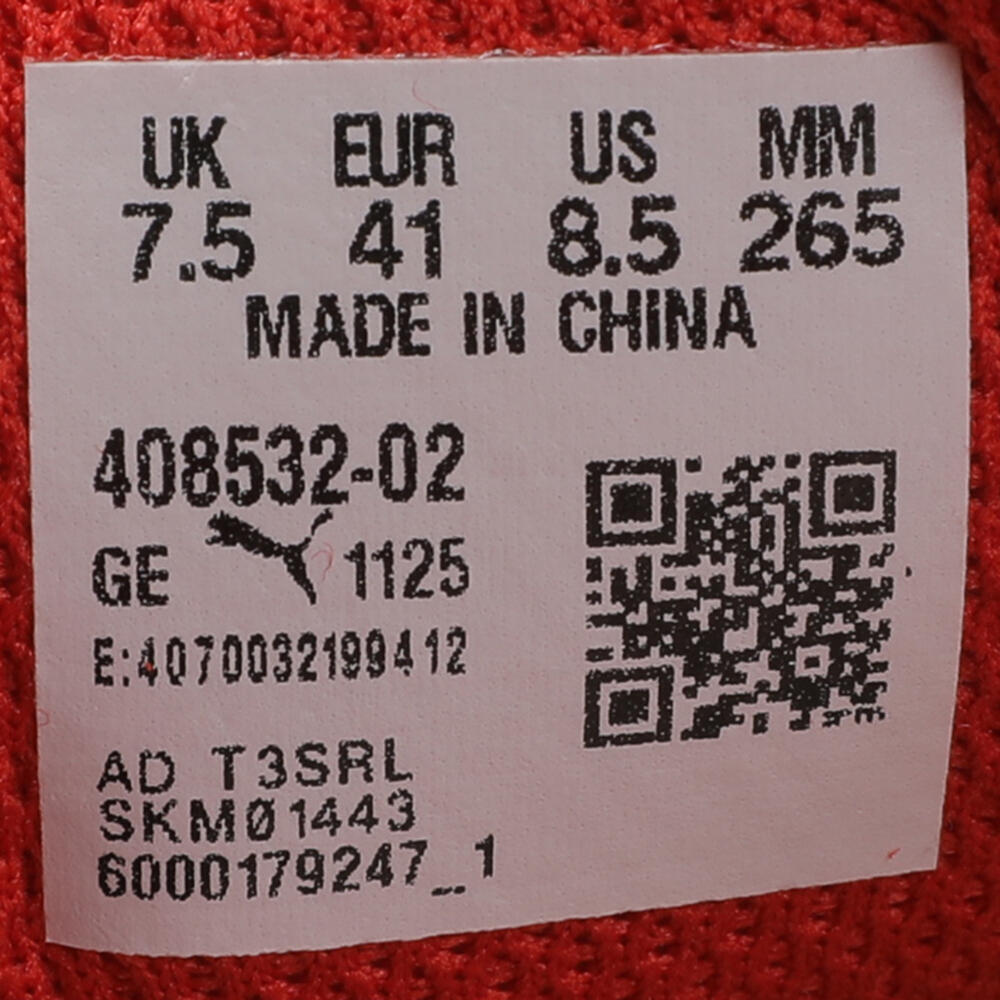 UK EUR US MM
7.5 41 8.5 265
MADE IN CHINA
408532-02
GE 1125
E:4070032199412
AD T3SRL
SKMØ1443
6000179247_1